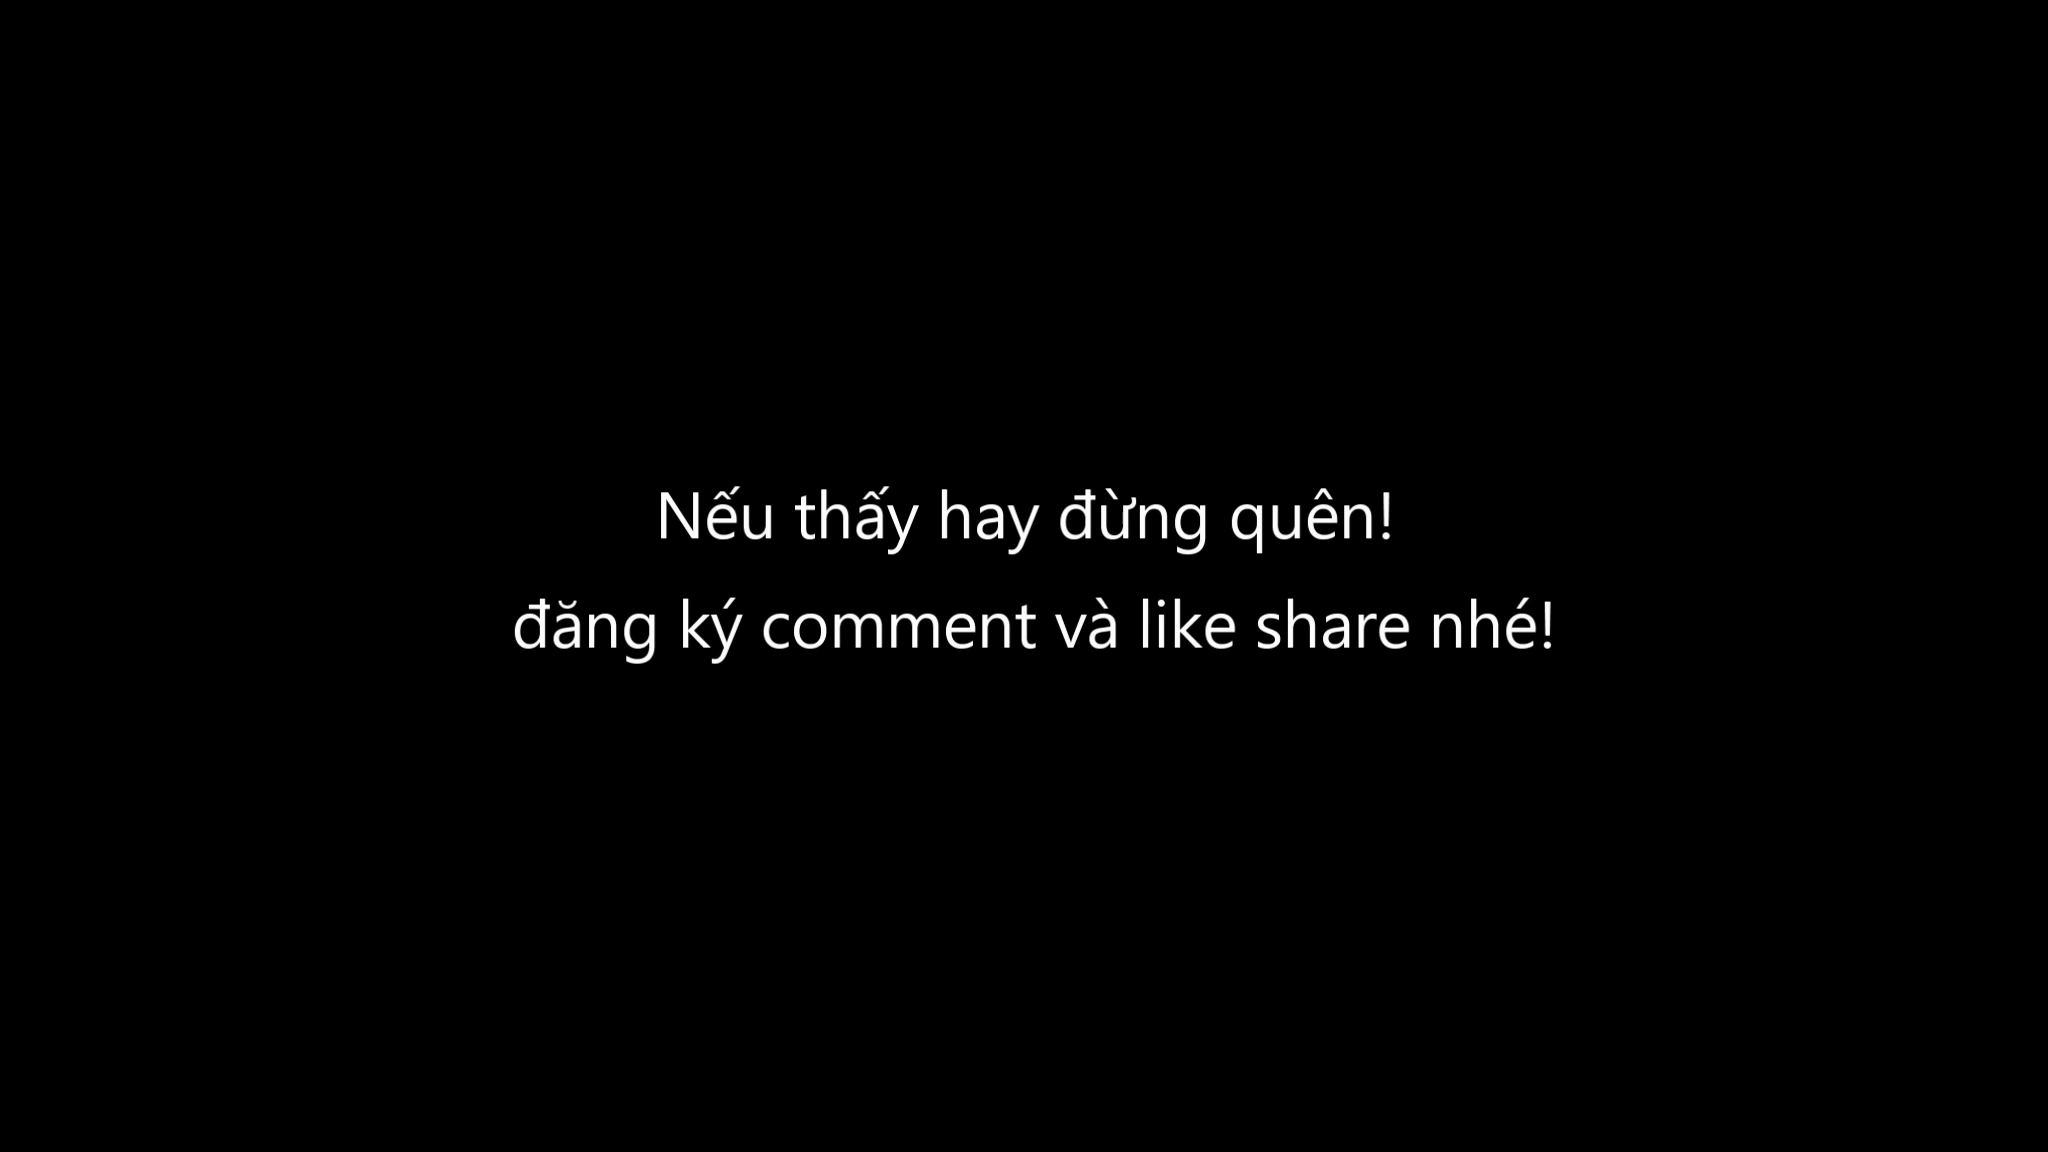 Nếu thấy hay đừng quên!
đăng ký comment và like share nhé!